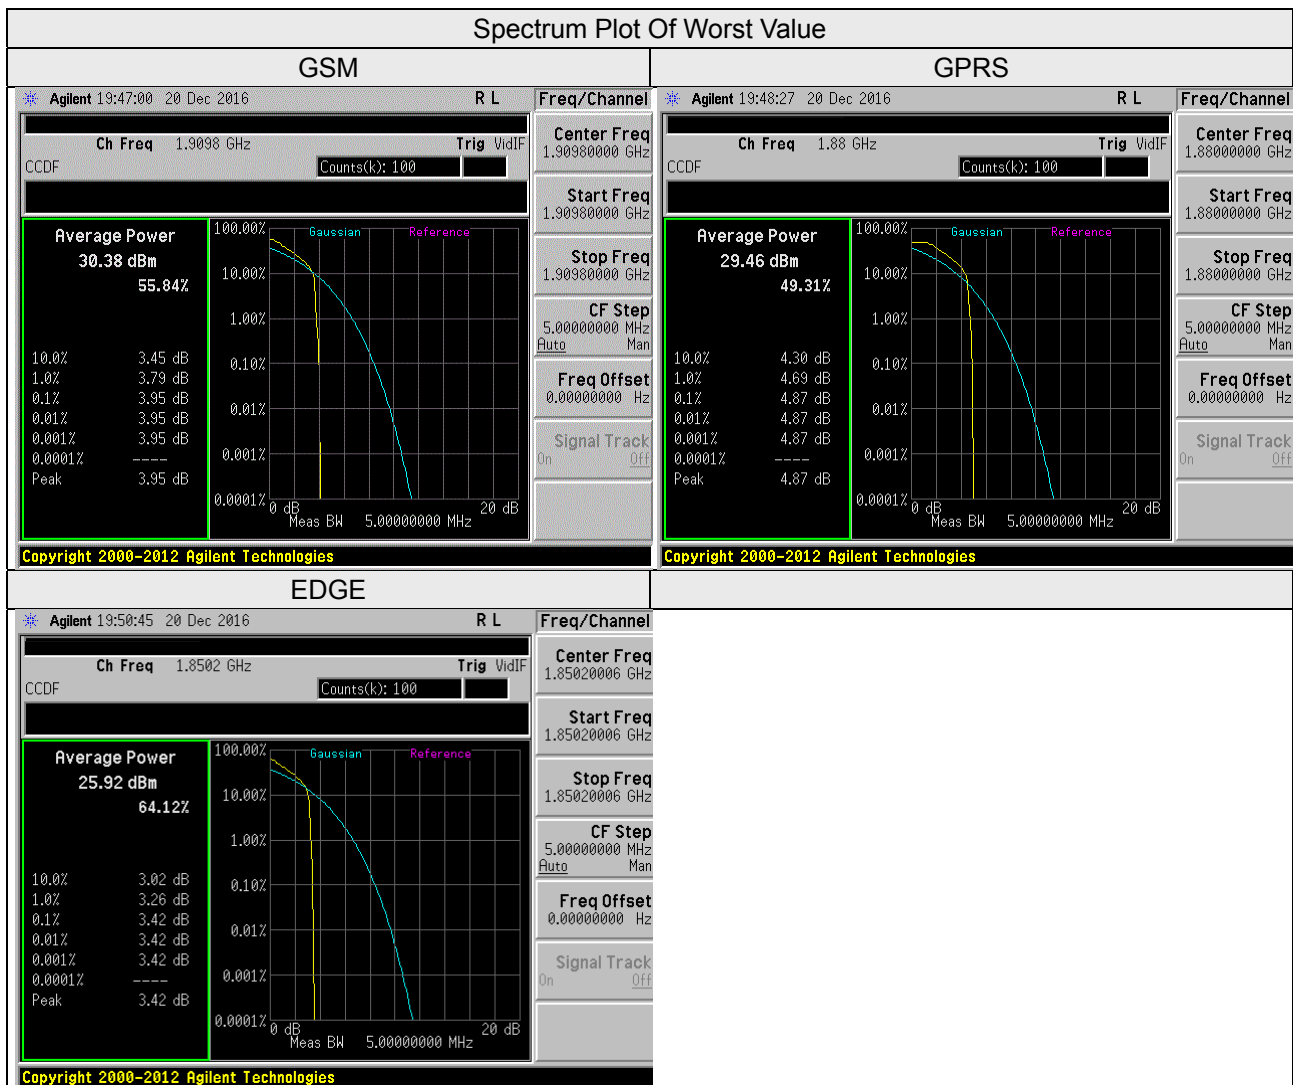 Spectrum Plot Of Worst Value
GSM
GPRS
Agilent 19:47:00 20 Dec 2016 R L Freq/Channel
Ch Freq 1.9098 GHz Trig VidIF
CCDF Counts(k): 100
Average Power
30.38 dBm
55.84%
10.0% 3.45 dB
1.0% 3.79 dB
0.1% 3.95 dB
0.01% 3.95 dB
0.001% 3.95 dB
0.0001% ----
Peak 3.95 dB
Gaussian Reference
100.00%
10.00%
1.00%
0.10%
0.01%
0.001%
0.0001%
0 dB 20 dB
Meas BW 5.00000000 MHz
Center Freq
1.90980000 GHz
Start Freq
1.90980000 GHz
Stop Freq
1.90980000 GHz
CF Step
5.00000000 MHz
Auto Man
Freq Offset
0.00000000 Hz
Signal Track
On Off
Copyright 2000-2012 Agilent Technologies
Agilent 19:48:27 20 Dec 2016 R L Freq/Channel
Ch Freq 1.88 GHz Trig VidIF
CCDF Counts(k): 100
Average Power
29.46 dBm
49.31%
10.0% 4.30 dB
1.0% 4.69 dB
0.1% 4.87 dB
0.01% 4.87 dB
0.001% 4.87 dB
0.0001% ----
Peak 4.87 dB
Gaussian Reference
100.00%
10.00%
1.00%
0.10%
0.01%
0.001%
0.0001%
0 dB 20 dB
Meas BW 5.00000000 MHz
Center Freq
1.88000000 GHz
Start Freq
1.88000000 GHz
Stop Freq
1.88000000 GHz
CF Step
5.00000000 MHz
Auto Man
Freq Offset
0.00000000 Hz
Signal Track
On Off
Copyright 2000-2012 Agilent Technologies
EDGE
Agilent 19:50:45 20 Dec 2016 R L Freq/Channel
Ch Freq 1.8502 GHz Trig VidIF
CCDF Counts(k): 100
Average Power
25.92 dBm
64.12%
10.0% 3.02 dB
1.0% 3.26 dB
0.1% 3.42 dB
0.01% 3.42 dB
0.001% 3.42 dB
0.0001% ----
Peak 3.42 dB
Gaussian Reference
100.00%
10.00%
1.00%
0.10%
0.01%
0.001%
0.0001%
0 dB 20 dB
Meas BW 5.00000000 MHz
Center Freq
1.85020006 GHz
Start Freq
1.85020006 GHz
Stop Freq
1.85020006 GHz
CF Step
5.00000000 MHz
Auto Man
Freq Offset
0.00000000 Hz
Signal Track
On Off
Copyright 2000-2012 Agilent Technologies